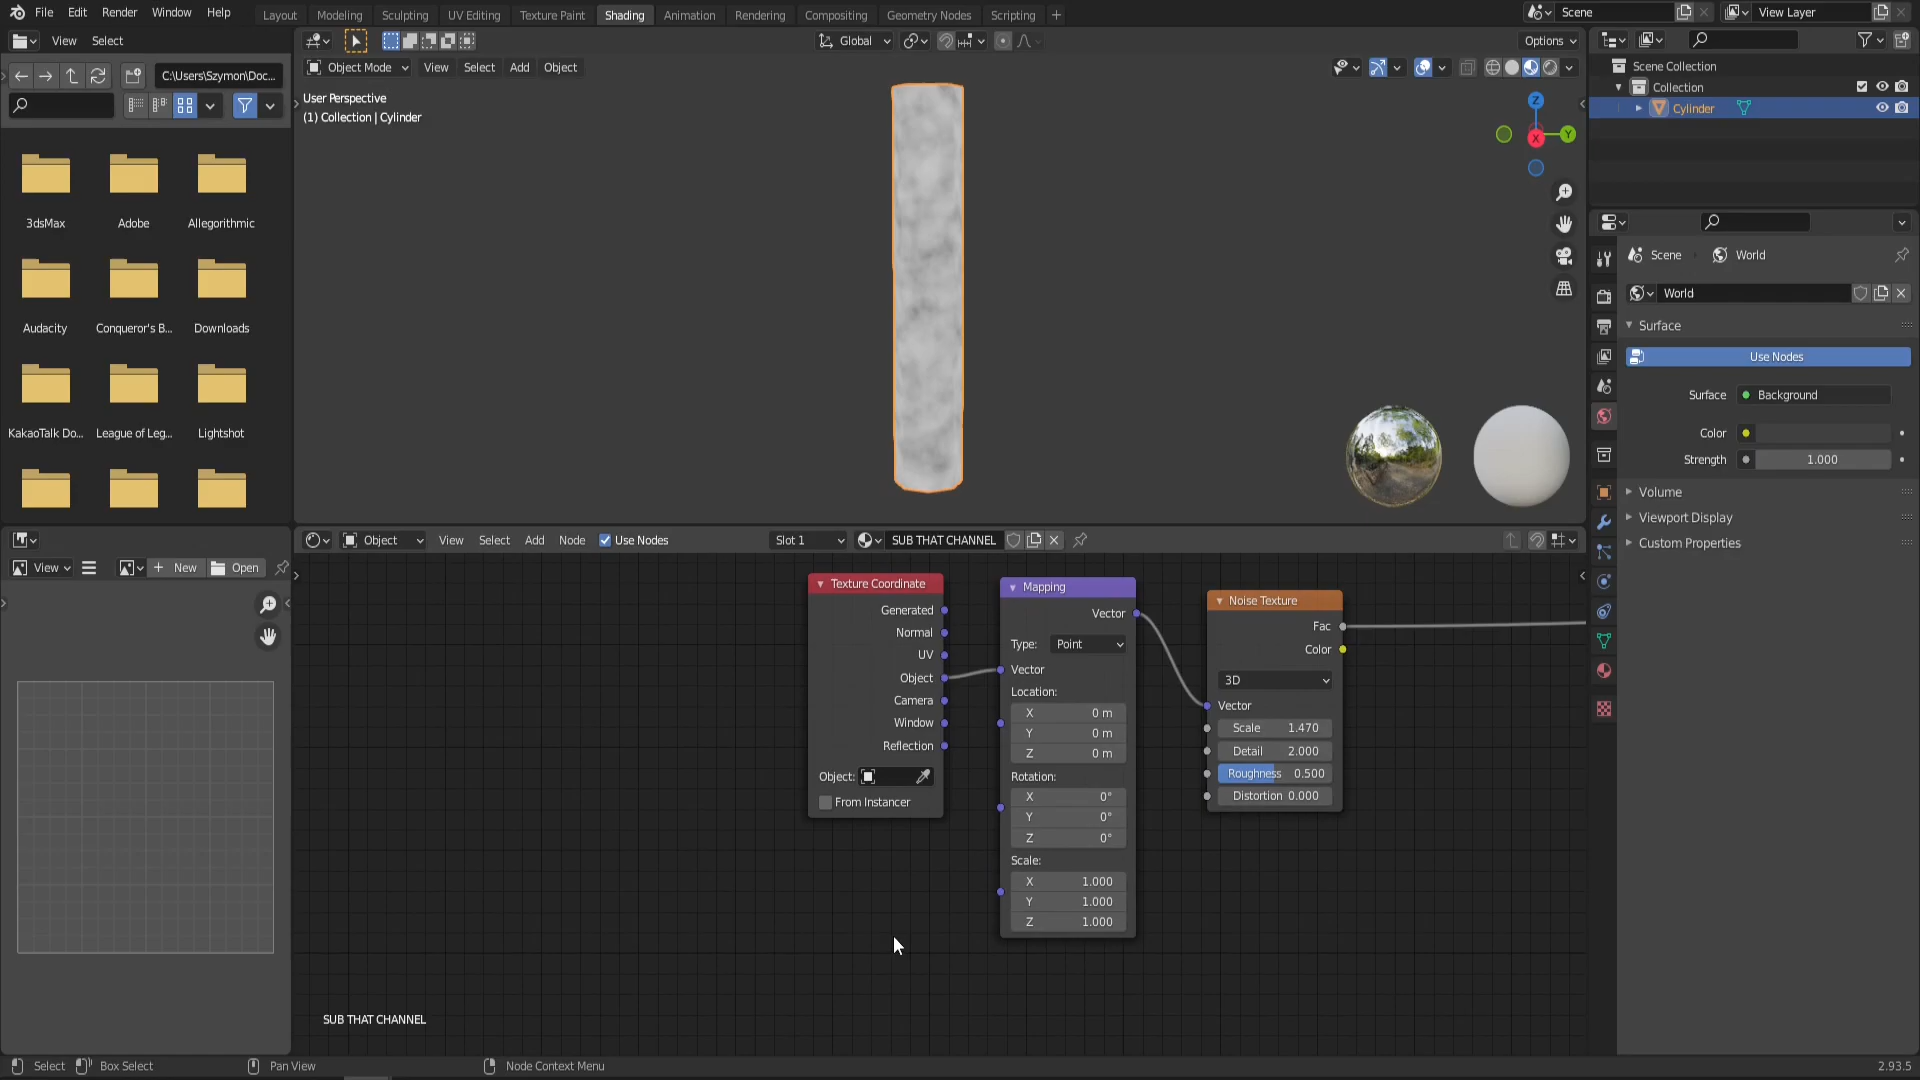 File Edit Render Window Help Layout Modeling Sculpting UV Editing Texture Paint Shading Animation Rendering Compositing Geometry Nodes Scripting + Scene View Layer
View Select
Global
Options
C:\Users\Szymon\Doc...
Object Mode View Select Add Object
User Perspective
(1) Collection | Cylinder
Z
Y
X
3dsMax Adobe Allegorithmic
Audacity Conqueror's B... Downloads
KakaoTalk Do... League of Leg... Lightshot
Scene Collection
Collection
Cylinder
Scene World
World
Surface
Use Nodes
Surface Background
Color
Strength 1.000
Volume
Viewport Display
Custom Properties
View New Open
Object View Select Add Node Use Nodes Slot 1 SUB THAT CHANNEL
Texture Coordinate
Generated
Normal
UV
Object
Camera
Window
Reflection
Object:
From Instancer
Mapping
Vector
Type: Point
Vector
Location:
X 0 m
Y 0 m
Z 0 m
Rotation:
X 0°
Y 0°
Z 0°
Scale:
X 1.000
Y 1.000
Z 1.000
Noise Texture
Fac
Color
3D
Vector
Scale 1.470
Detail 2.000
Roughness 0.500
Distortion 0.000
SUB THAT CHANNEL
Select Box Select Pan View Node Context Menu 2.93.5